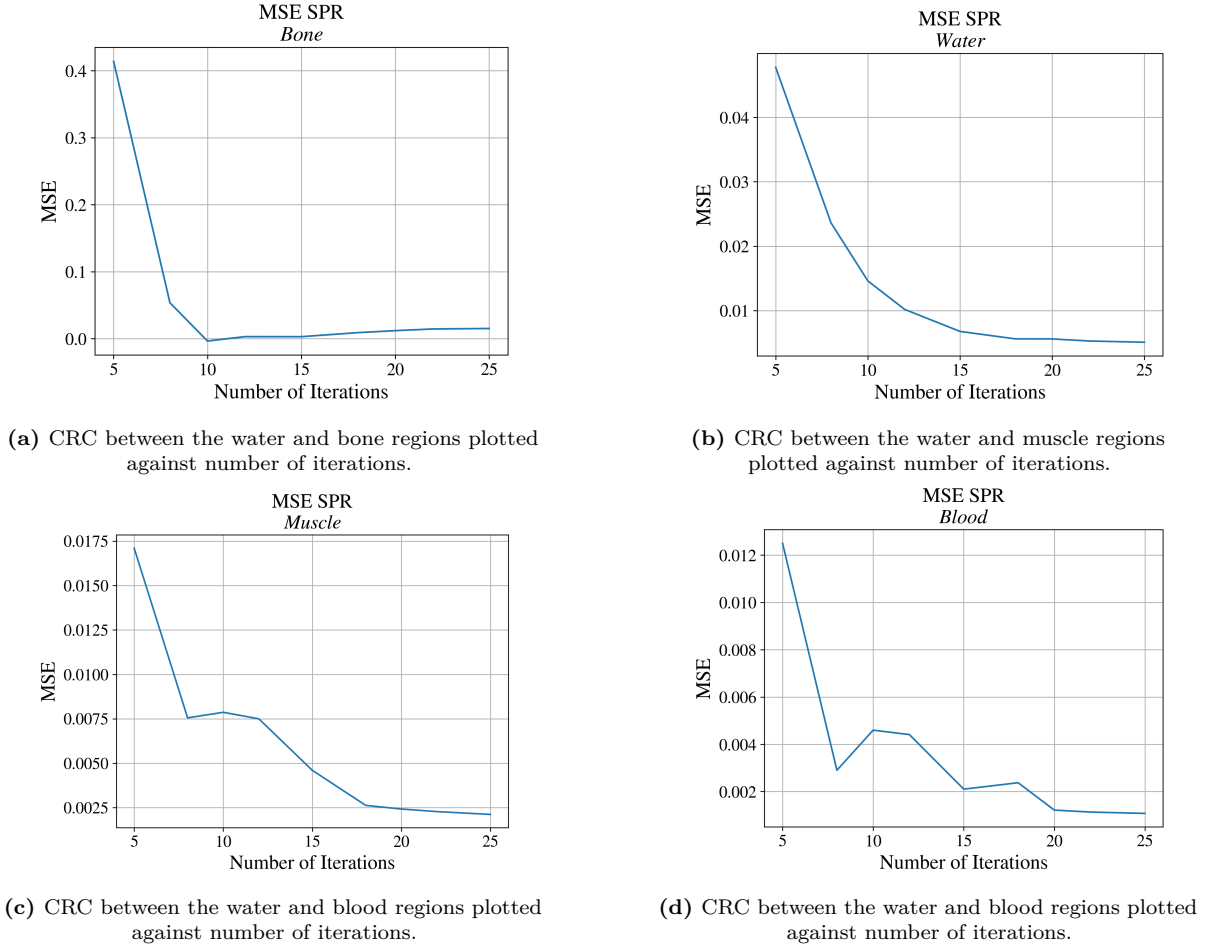 MSE SPR
Bone
0.4
0.3
0.2
0.1
0.0
MSE
5 10 15 20 25
Number of Iterations
(a) CRC between the water and bone regions plotted
against number of iterations.
MSE SPR
Water
0.04
0.03
0.02
0.01
MSE
5 10 15 20 25
Number of Iterations
(b) CRC between the water and muscle regions
plotted against number of iterations.
MSE SPR
Muscle
0.0175
0.0150
0.0125
0.0100
0.0075
0.0050
0.0025
MSE
5 10 15 20 25
Number of Iterations
(c) CRC between the water and blood regions plotted
against number of iterations.
MSE SPR
Blood
0.012
0.010
0.008
0.006
0.004
0.002
MSE
5 10 15 20 25
Number of Iterations
(d) CRC between the water and blood regions plotted
against number of iterations.